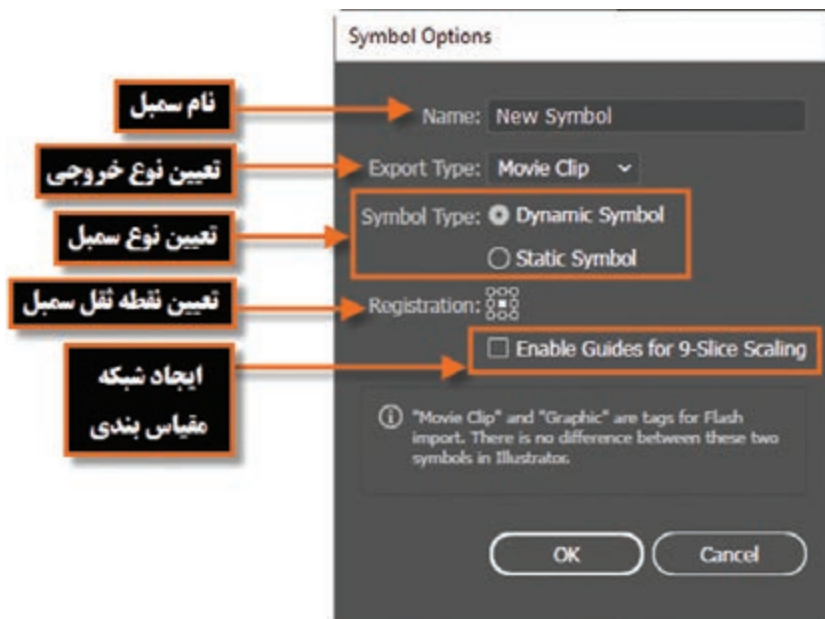 Symbol Options
نام سمبل
Name: New Symbol
تعیین نوع خروجی
Export Type: Movie Clip
تعیین نوع سمبل
Symbol Type: Dynamic Symbol
Static Symbol
تعیین نقطه ثقل سمبل
Registration:
ایجاد شبکه
مقیاس بندی
Enable Guides for 9-Slice Scaling
"Movie Clip" and "Graphic" are tags for Flash
import. There is no difference between these two
symbols in Illustrator.
OK Cancel